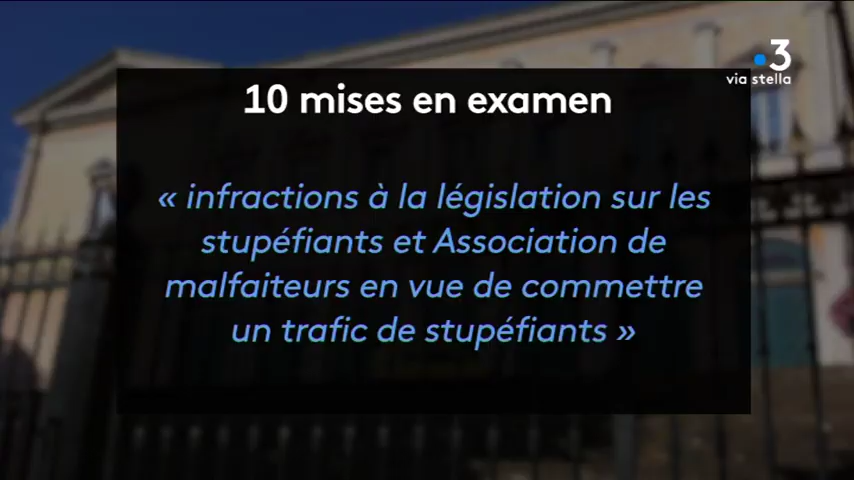 3
via stella
10 mises en examen
« infractions à la législation sur les
stupéfiants et Association de
malfaiteurs en vue de commettre
un trafic de stupéfiants »